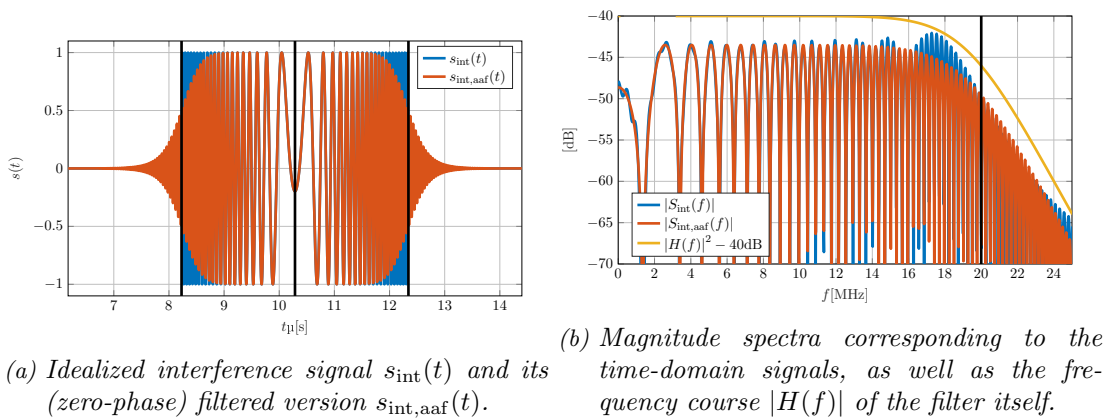 1
0.5
0
−0.5
−1
s(t)
s_int(t)
s_int,aaf(t)
7 8 9 10 11 12 13 14
tµ[s]
(a) Idealized interference signal s_int(t) and its
(zero-phase) filtered version s_int,aaf(t).
−40
−45
−50
−55
−60
−65
−70
[dB]
|S_int(f)|
|S_int,aaf(f)|
|H(f)|² − 40dB
0 2 4 6 8 10 12 14 16 18 20 22 24
f[MHz]
(b) Magnitude spectra corresponding to the
time-domain signals, as well as the fre-
quency course |H(f)| of the filter itself.